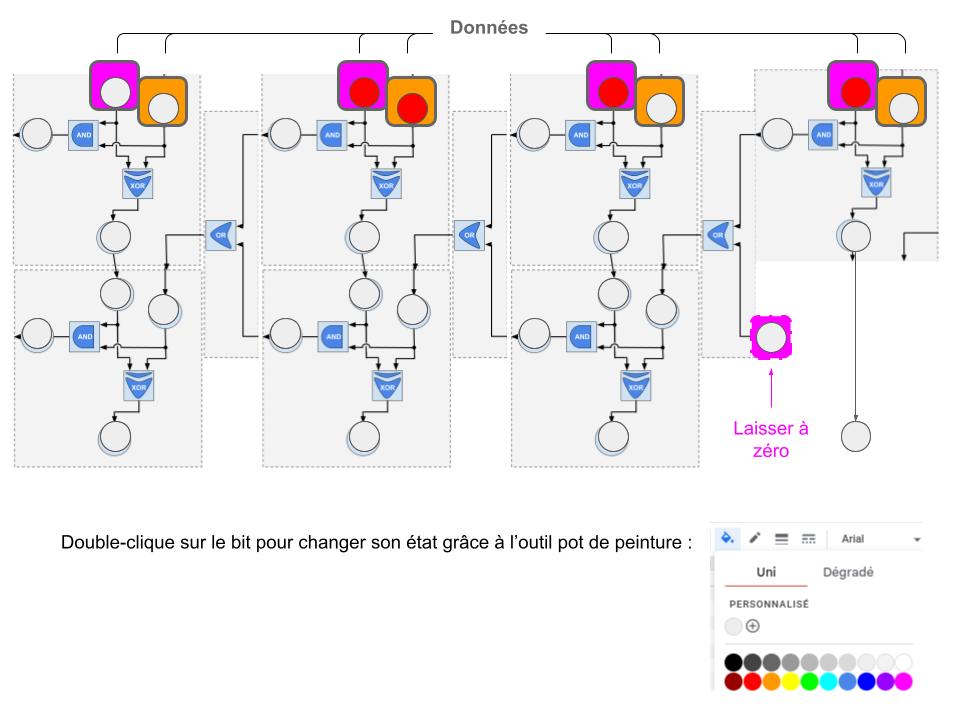 Données
AND
AND
AND
AND
XOR
XOR
XOR
XOR
OR
OR
OR
AND
AND
AND
XOR
XOR
XOR
Laisser à
zéro
Double-clique sur le bit pour changer son état grâce à l'outil pot de peinture :
Arial
Uni Dégradé
PERSONNALISÉ